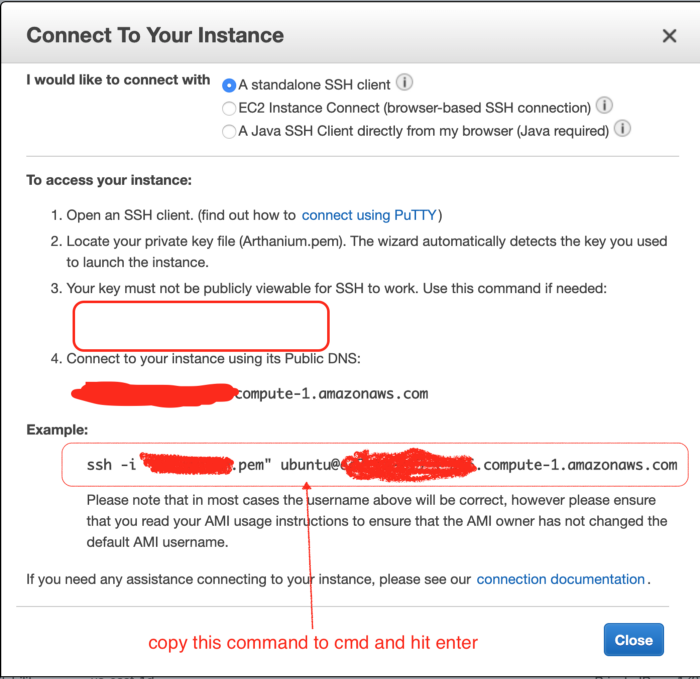 Connect To Your Instance
I would like to connect with
A standalone SSH client
EC2 Instance Connect (browser-based SSH connection)
A Java SSH Client directly from my browser (Java required)
To access your instance:
1. Open an SSH client. (find out how to connect using PuTTY)
2. Locate your private key file (Arthanium.pem). The wizard automatically detects the key you used
to launch the instance.
3. Your key must not be publicly viewable for SSH to work. Use this command if needed:
4. Connect to your instance using its Public DNS:
compute-1.amazonaws.com
Example:
ssh -i .pem" ubuntu@ .compute-1.amazonaws.com
Please note that in most cases the username above will be correct, however please ensure
that you read your AMI usage instructions to ensure that the AMI owner has not changed the
default AMI username.
If you need any assistance connecting to your instance, please see our connection documentation.
copy this command to cmd and hit enter
Close